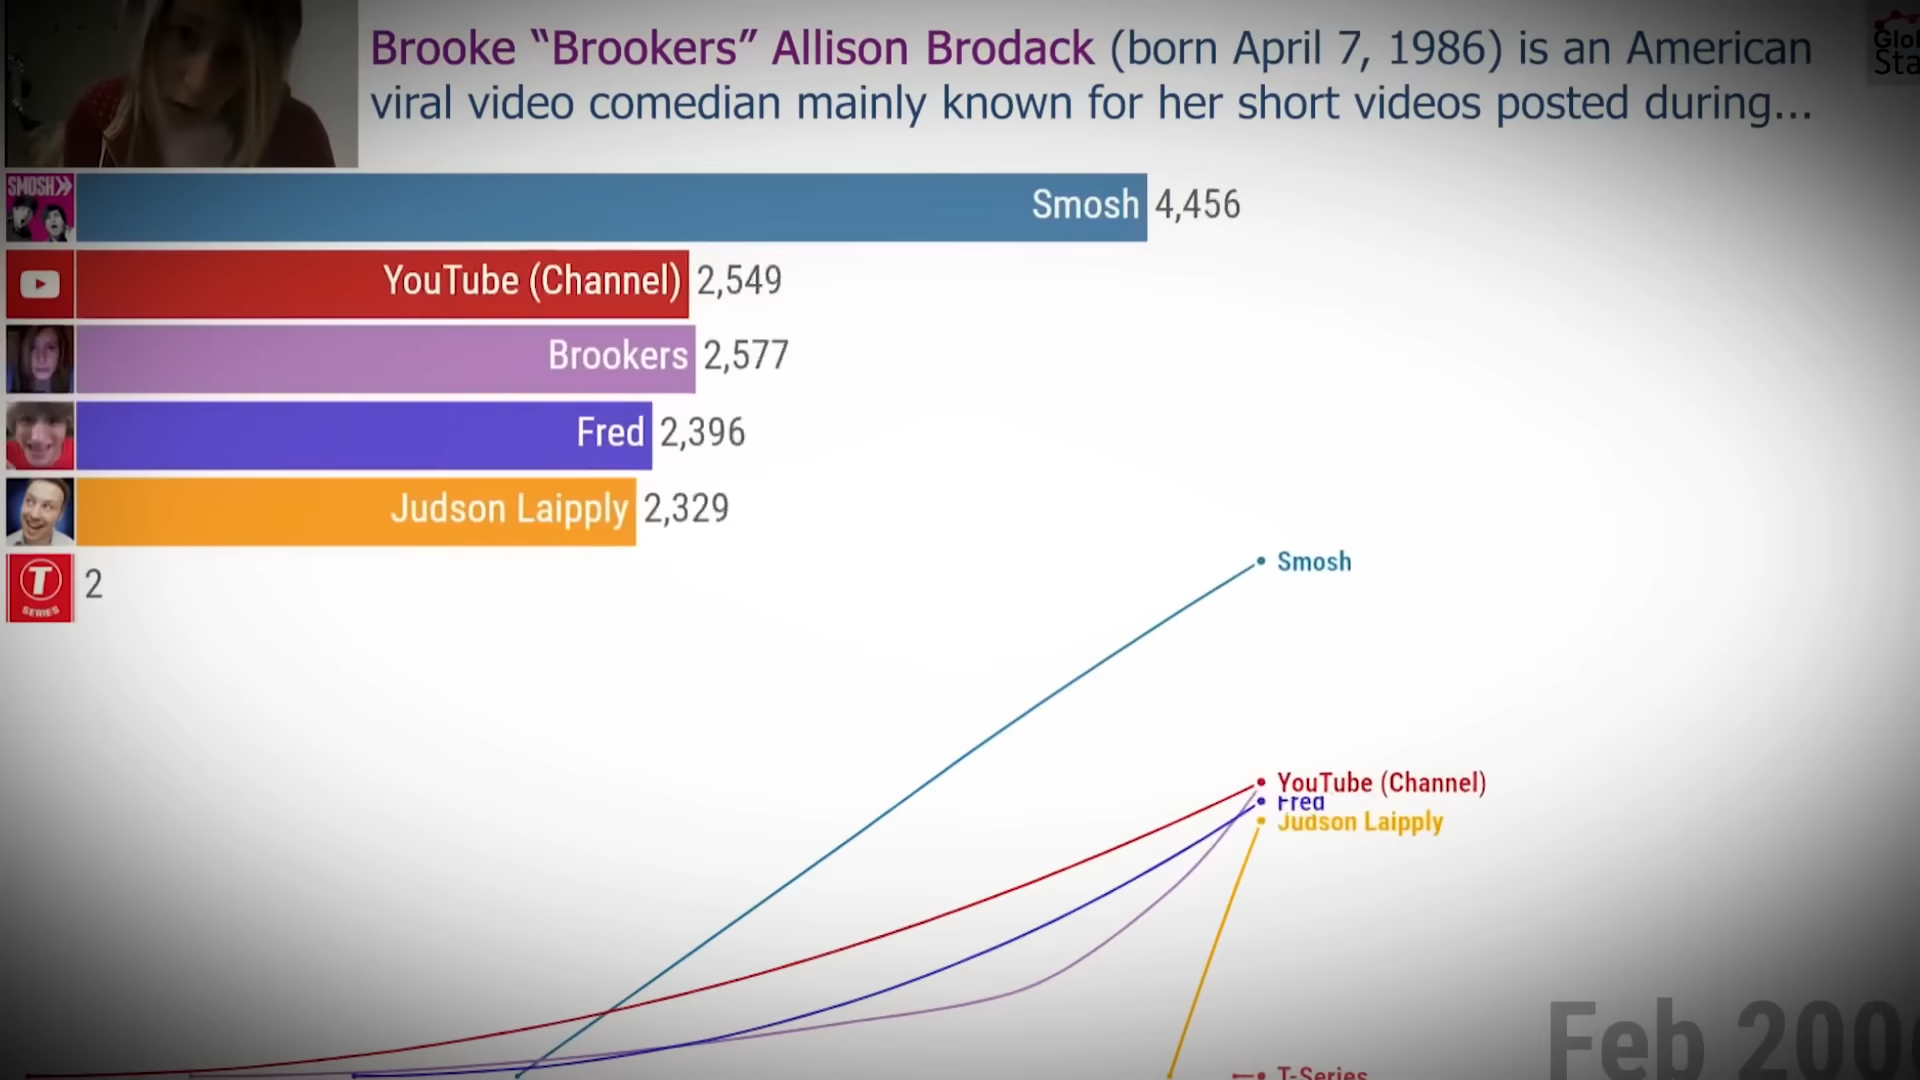 Brooke “Brookers” Allison Brodack (born April 7, 1986) is an American
viral video comedian mainly known for her short videos posted during...
SMOSH
Smosh 4,456
YouTube (Channel) 2,549
Brookers 2,577
Fred 2,396
Judson Laipply 2,329
T
SERIES
2
Smosh
YouTube (Channel)
Fred
Judson Laipply
T-Series
Feb